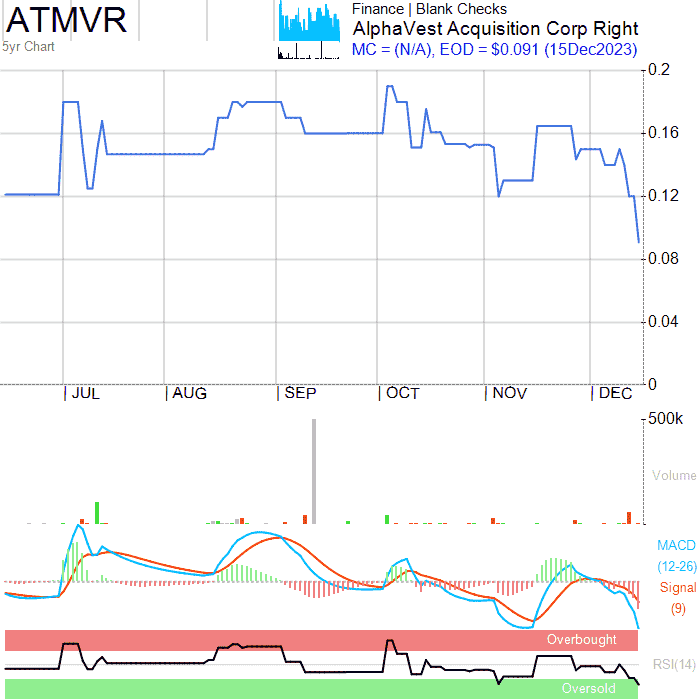 ATMVR
5yr Chart
Finance | Blank Checks
AlphaVest Acquisition Corp Right
MC = (N/A), EOD = $0.091 (15Dec2023)
0.2
0.16
0.12
0.08
0.04
0
JUL AUG SEP OCT NOV DEC
500k
Volume
MACD
(12-26)
Signal
(9)
Overbought
RSI(14)
Oversold